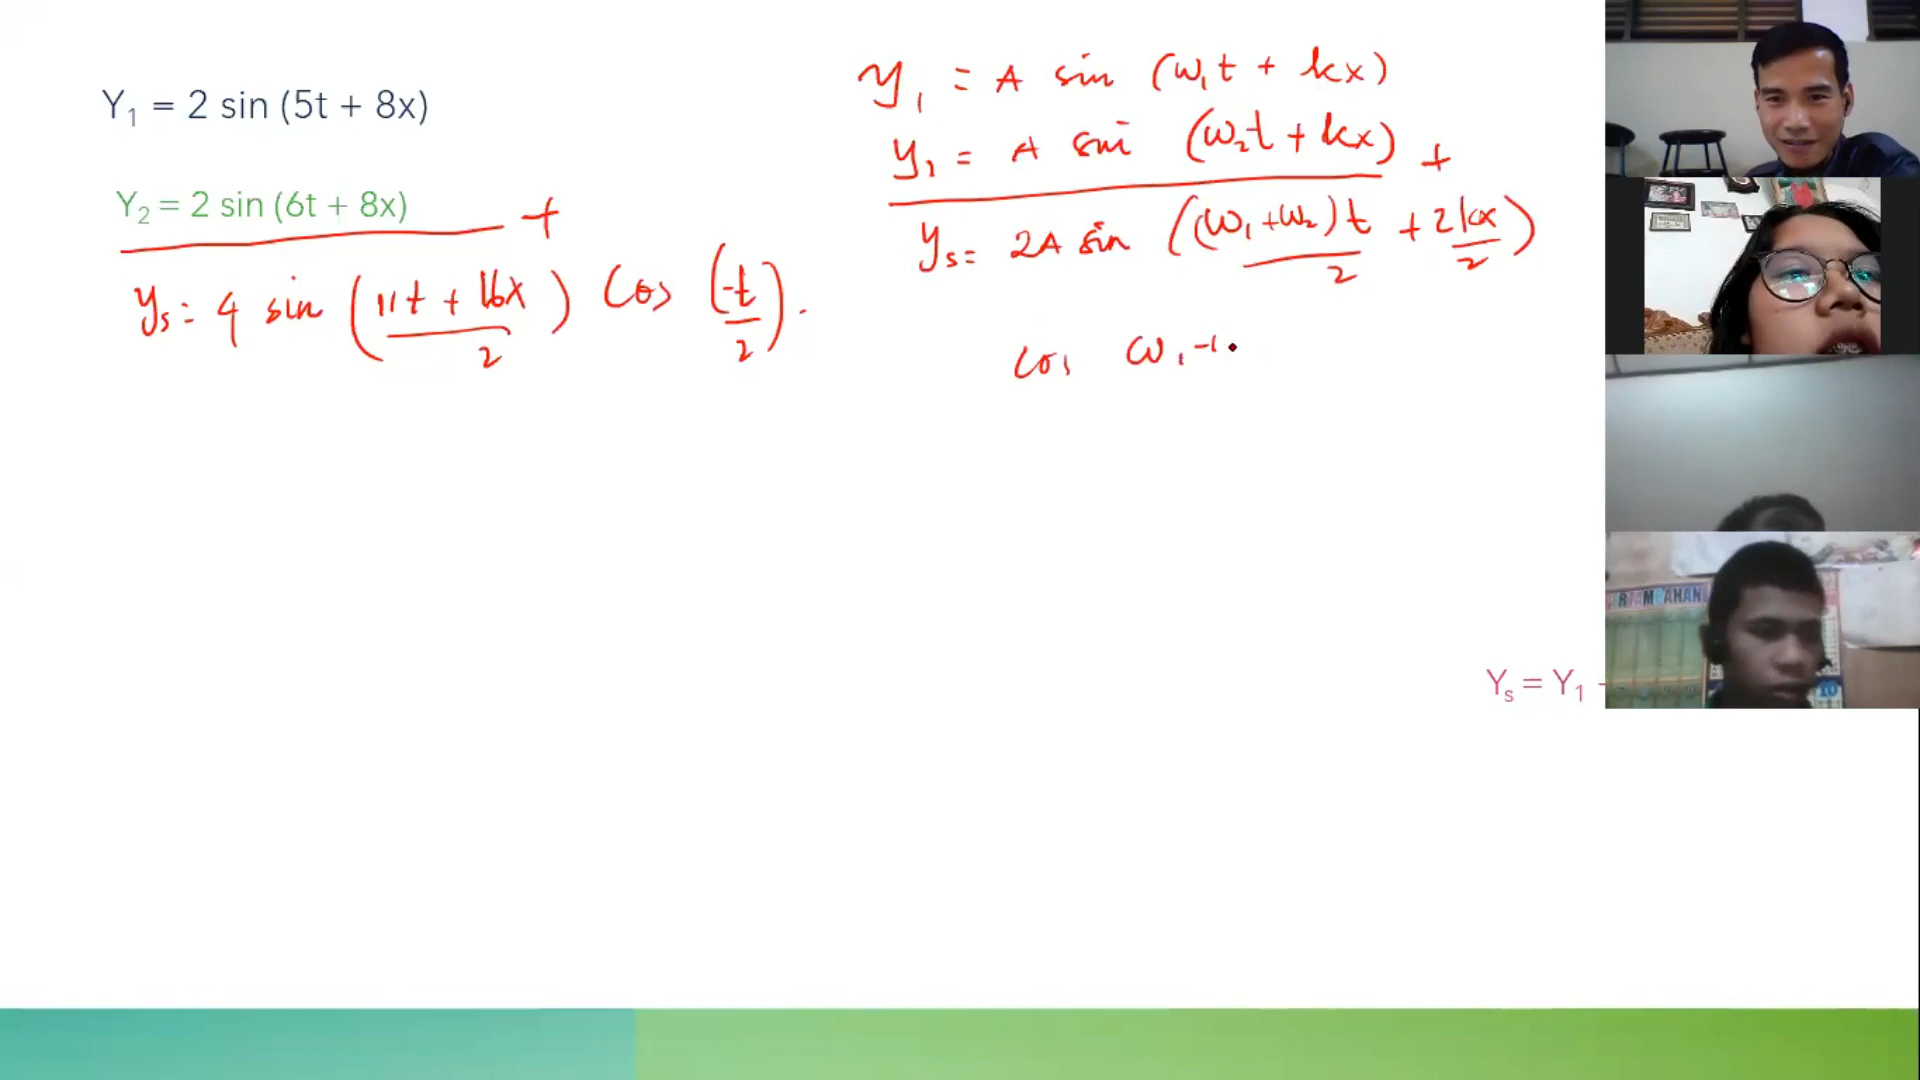 Y₁ = 2 sin (5t + 8x)
Y₂ = 2 sin (6t + 8x) +
ys = 4 sin (11t + 16x / 2) cos (-t / 2).
y₁ = A sin (ω₁t + kx)
y₂ = A sin (ω₂t + kx) +
ys = 2A sin ((ω₁+ω₂)t / 2 + 2kx / 2)
cos ω₁-
Yₛ = Y₁
10